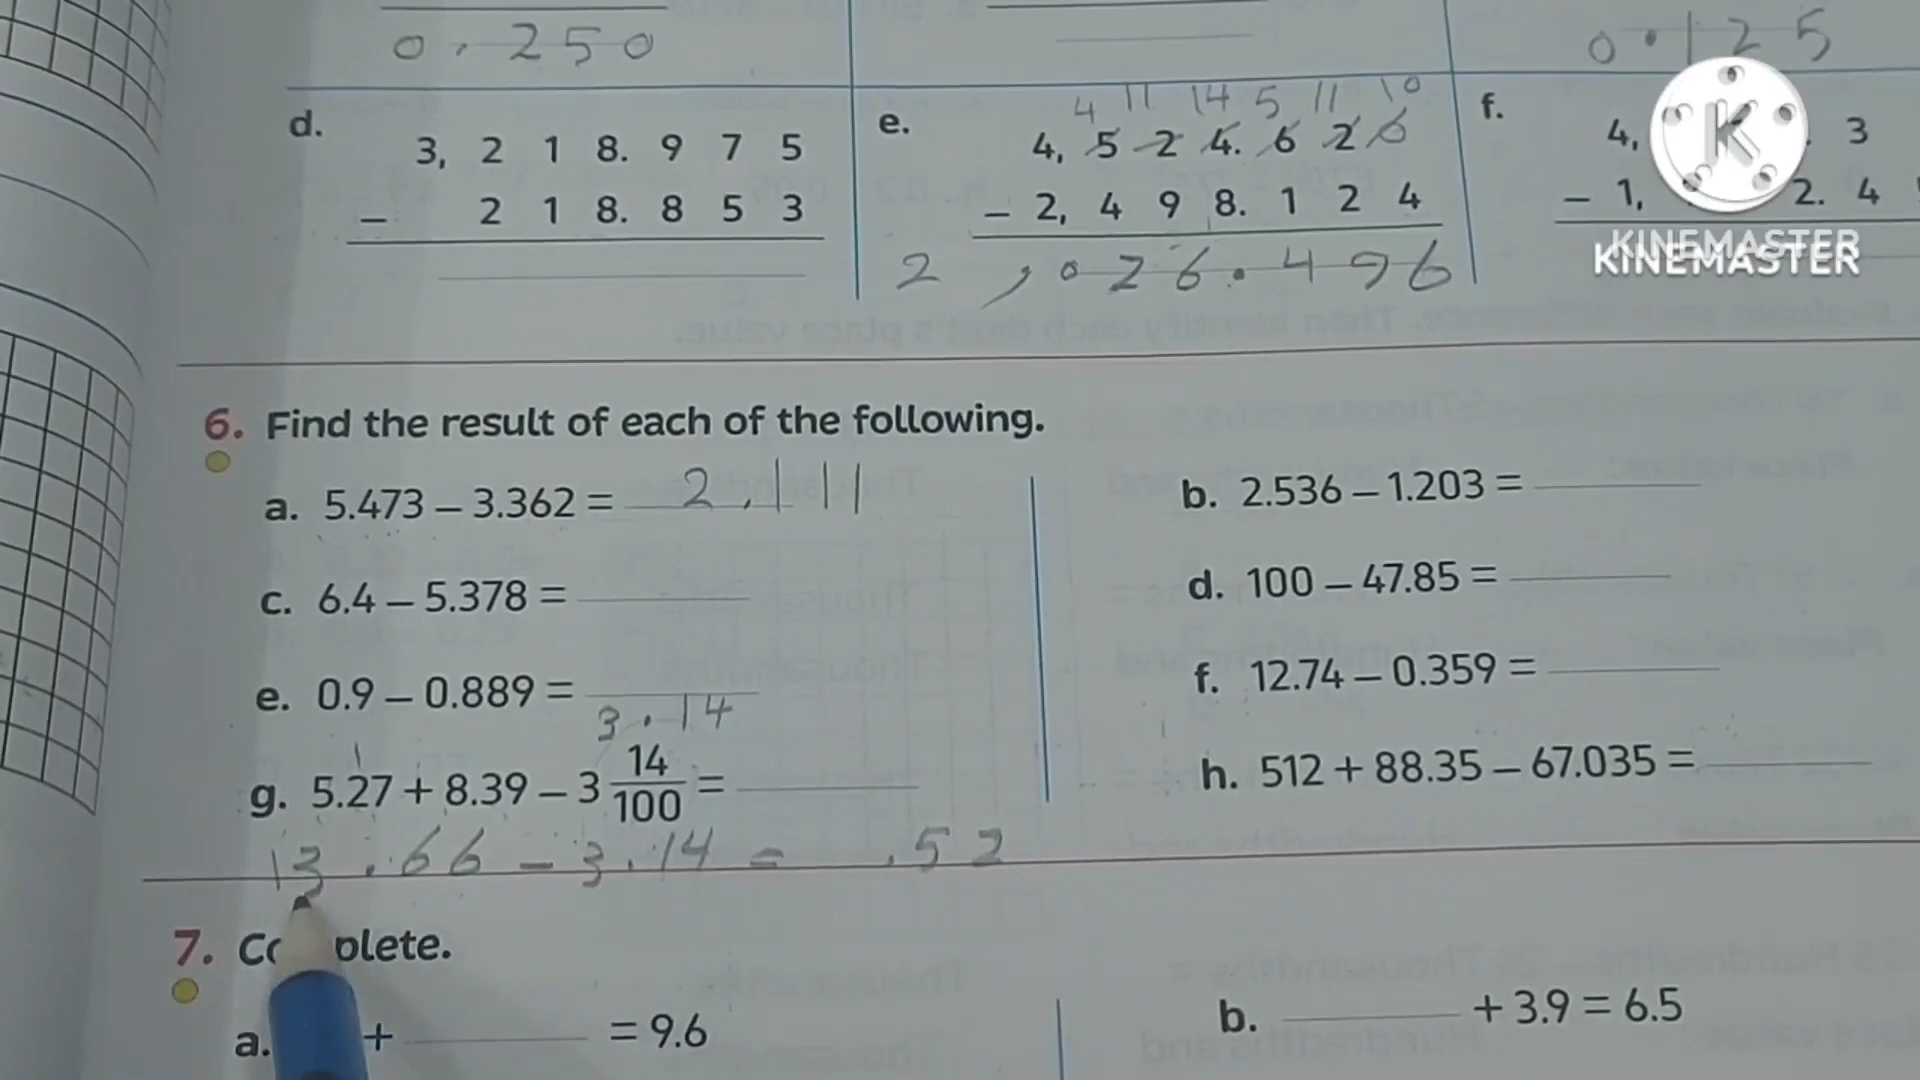 0.250
0.125
d.
3, 2 1 8. 9 7 5
− 2 1 8. 8 5 3
e.
4 11 14 5 11 10
4, 5 2 4. 6 2 0
− 2, 4 9 8. 1 2 4
2,026.496
f.
4, 3
− 1, 2. 4
KINEMASTER
6. Find the result of each of the following.
a. 5.473 – 3.362 = 2.111
b. 2.536 – 1.203 =
c. 6.4 – 5.378 =
d. 100 – 47.85 =
e. 0.9 – 0.889 =
f. 12.74 – 0.359 =
3.14
1
g. 5.27 + 8.39 – 3 14/100 =
h. 512 + 88.35 – 67.035 =
13.66 – 3.14 = .52
7.
a. + = 9.6
b. + 3.9 = 6.5